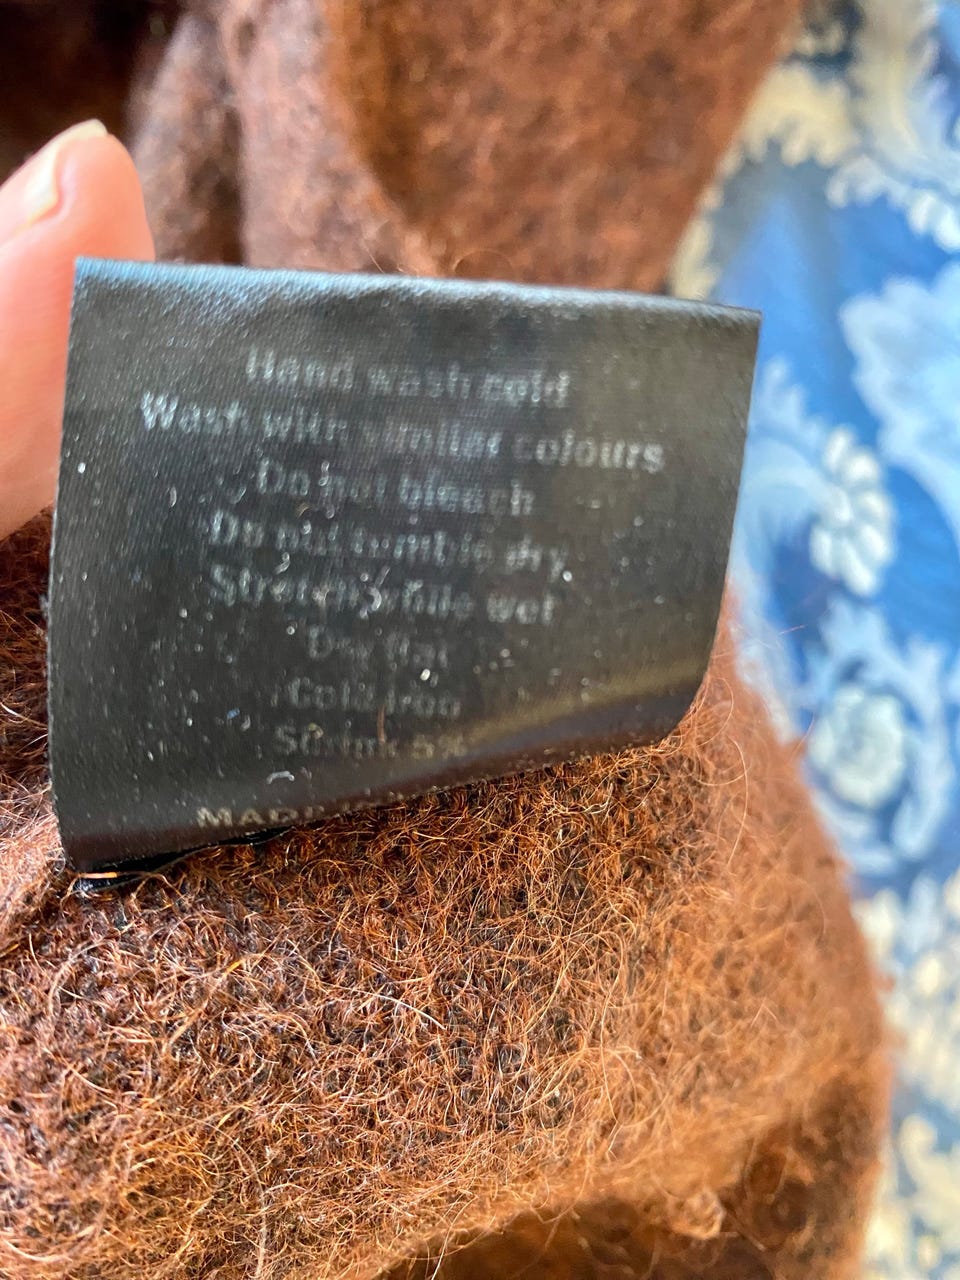 Hand wash cold
Wash with similar colours
Do not bleach
Do not tumble dry
Stretch while wet
Dry flat
Cold iron
Shrink 5%
MADE